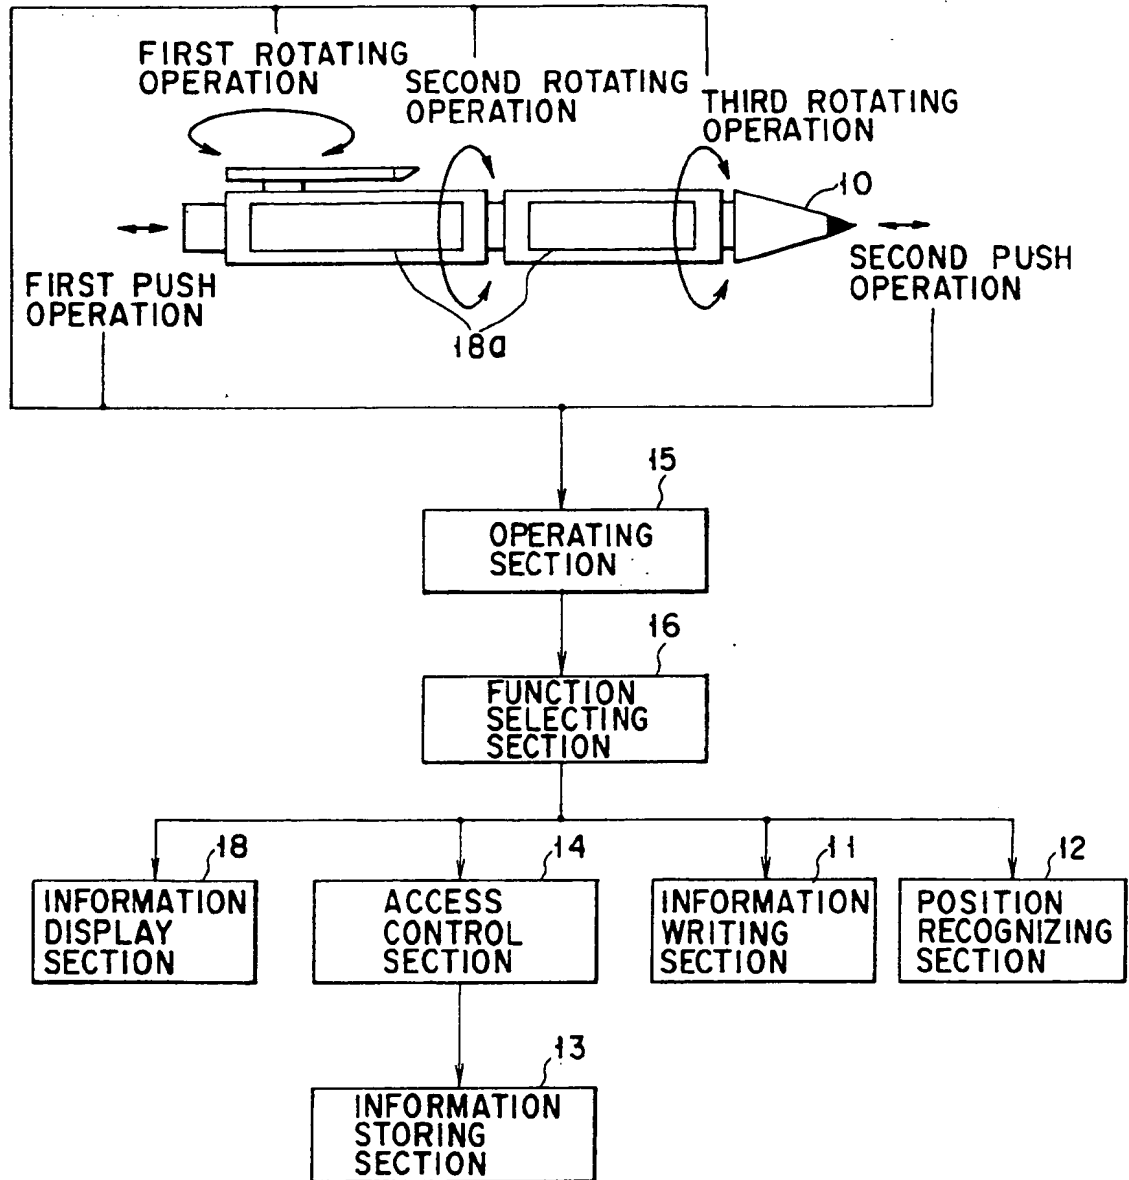 FIRST ROTATING
OPERATION
SECOND ROTATING
OPERATION
THIRD ROTATING
OPERATION
10
FIRST PUSH
OPERATION
18a
SECOND PUSH
OPERATION
15
OPERATING
SECTION
16
FUNCTION
SELECTING
SECTION
18
INFORMATION
DISPLAY
SECTION
14
ACCESS
CONTROL
SECTION
11
INFORMATION
WRITING
SECTION
12
POSITION
RECOGNIZING
SECTION
13
INFORMATION
STORING
SECTION